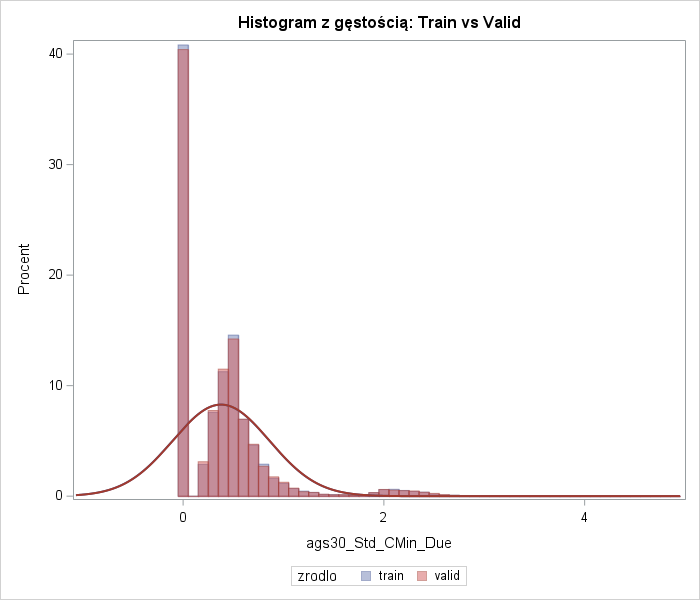 Histogram z gęstością: Train vs Valid
40
30
20
10
0
Procent
0
2
4
ags30_Std_CMin_Due
zrodlo train valid